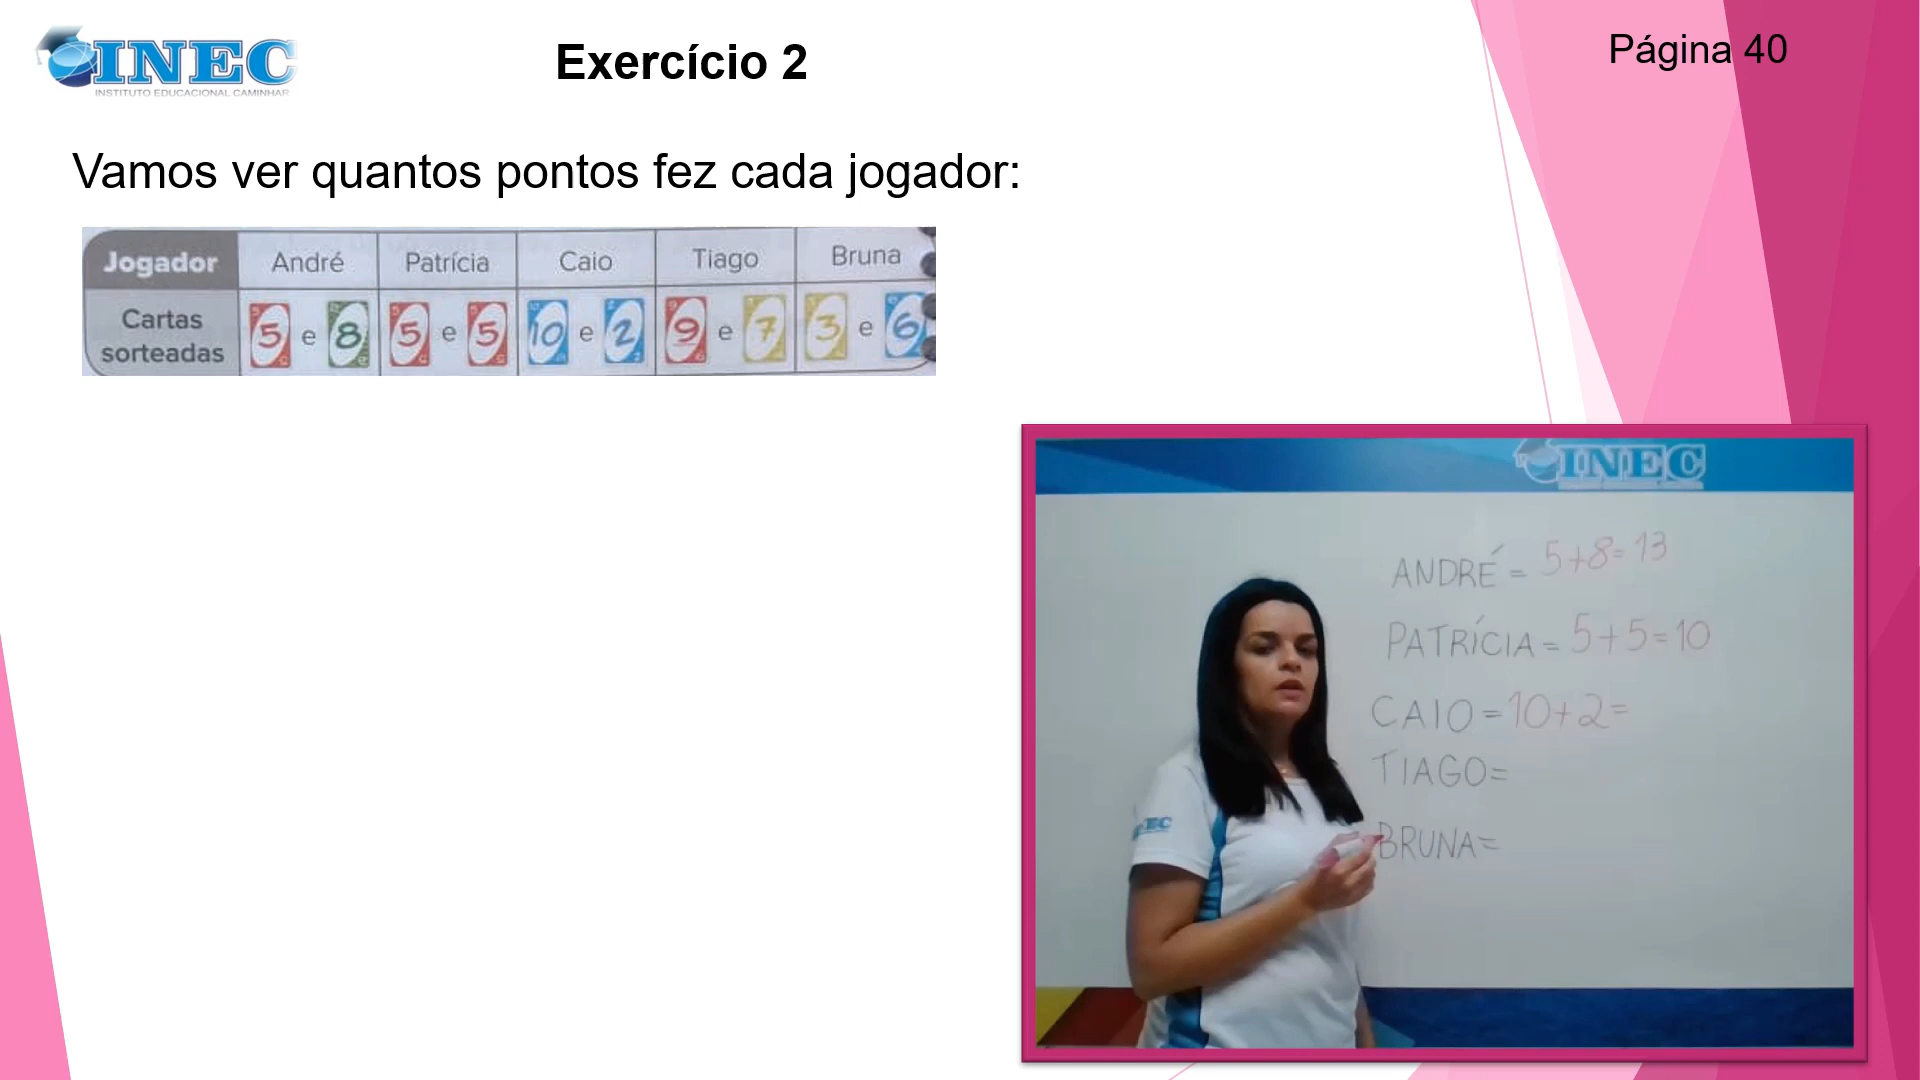 INEC
INSTITUTO EDUCACIONAL CAMINHAR
Exercício 2
Página 40
Vamos ver quantos pontos fez cada jogador:
Jogador André Patrícia Caio Tiago Bruna
Cartas sorteadas 5 e 8 5 e 5 10 e 2 9 e 7 3 e 6
INEC
ANDRÉ = 5+8=13
PATRÍCIA = 5+5=10
CAIO = 10+2=
TIAGO=
BRUNA=
INEC